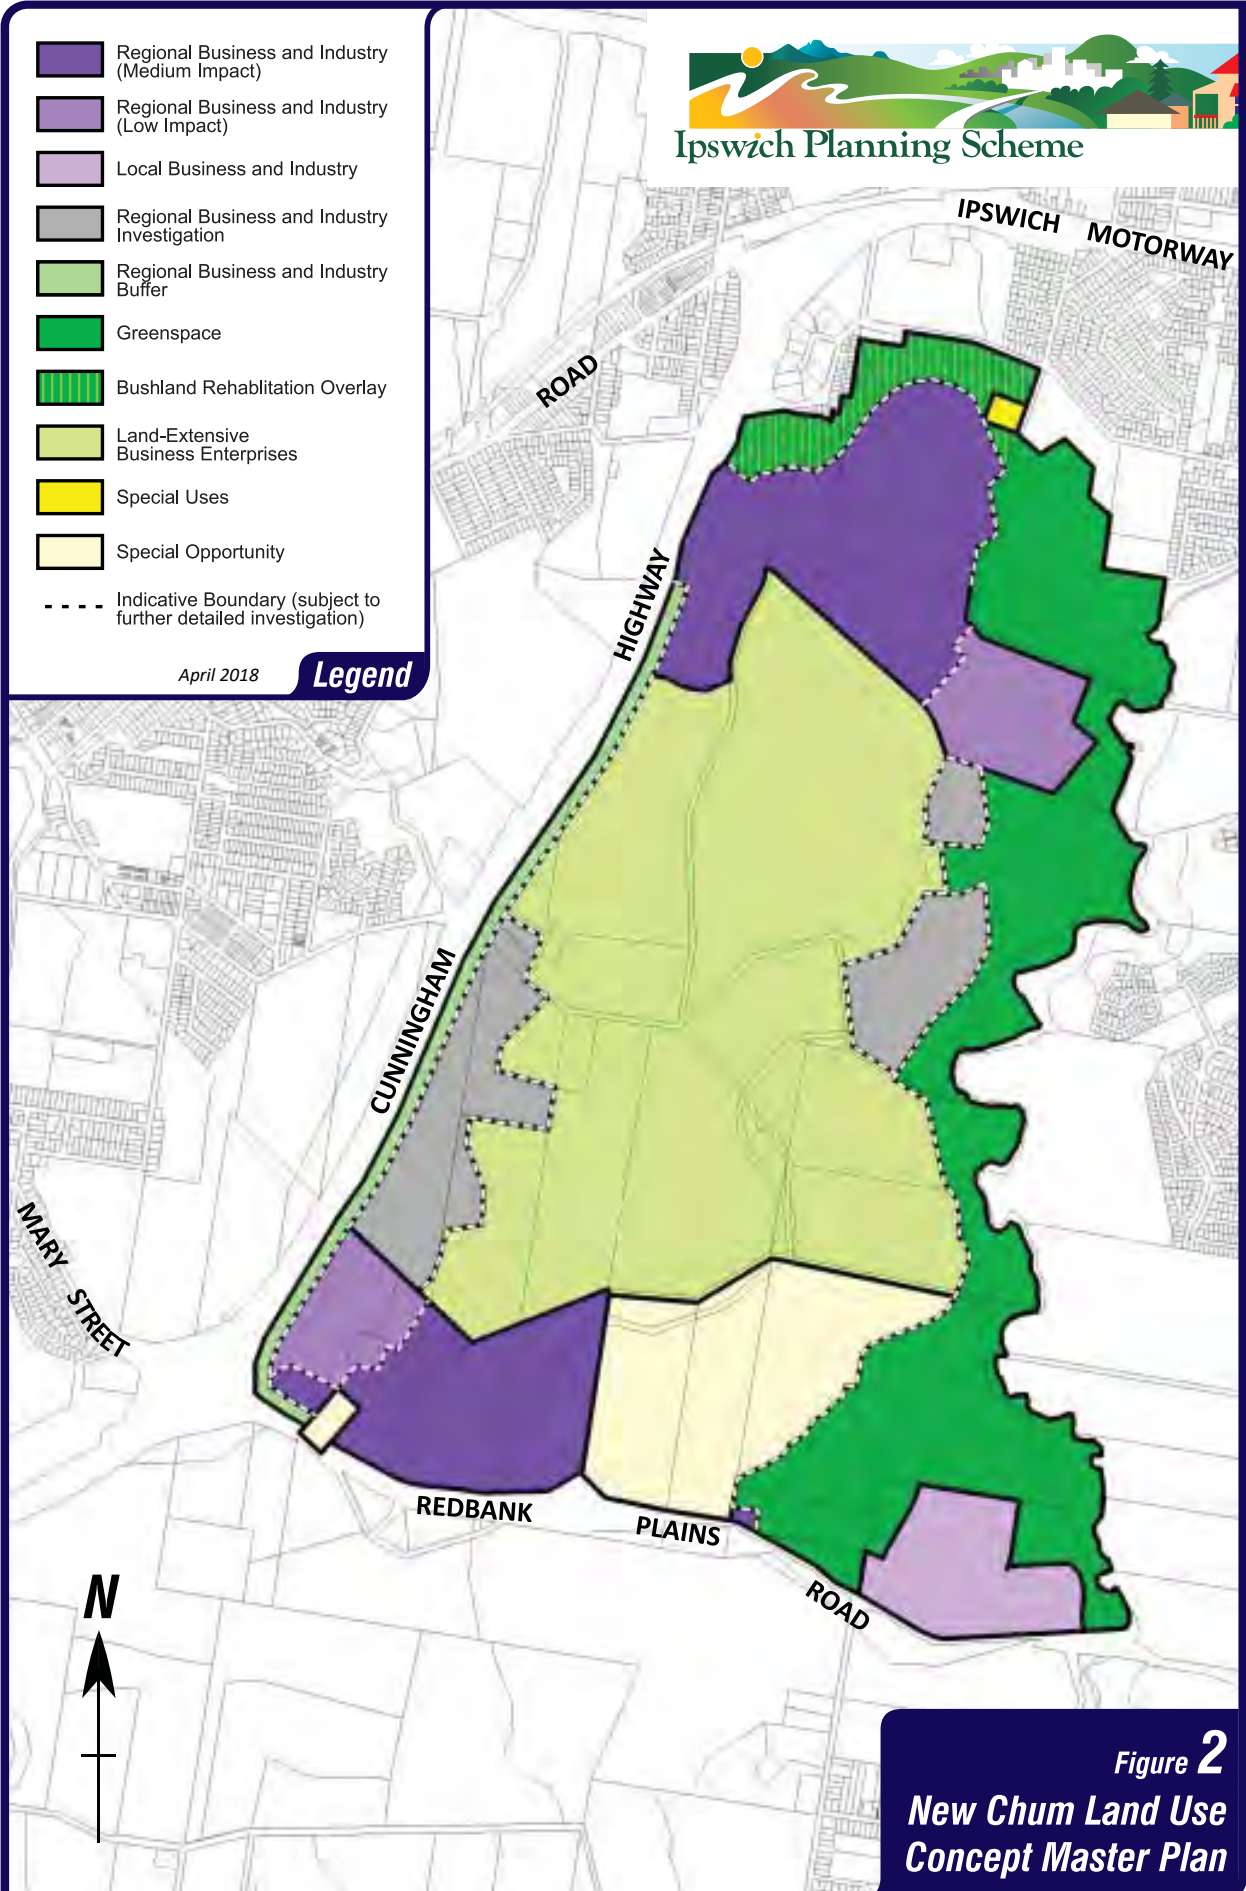 Regional Business and Industry
(Medium Impact)
Regional Business and Industry
(Low Impact)
Local Business and Industry
Regional Business and Industry
Investigation
Regional Business and Industry
Buffer
Greenspace
Bushland Rehablitation Overlay
Land-Extensive
Business Enterprises
Special Uses
Special Opportunity
Indicative Boundary (subject to
further detailed investigation)
April 2018
Legend
Ipswich Planning Scheme
IPSWICH MOTORWAY
ROAD
HIGHWAY
CUNNINGHAM
MARY STREET
REDBANK PLAINS ROAD
N
Figure 2
New Chum Land Use
Concept Master Plan